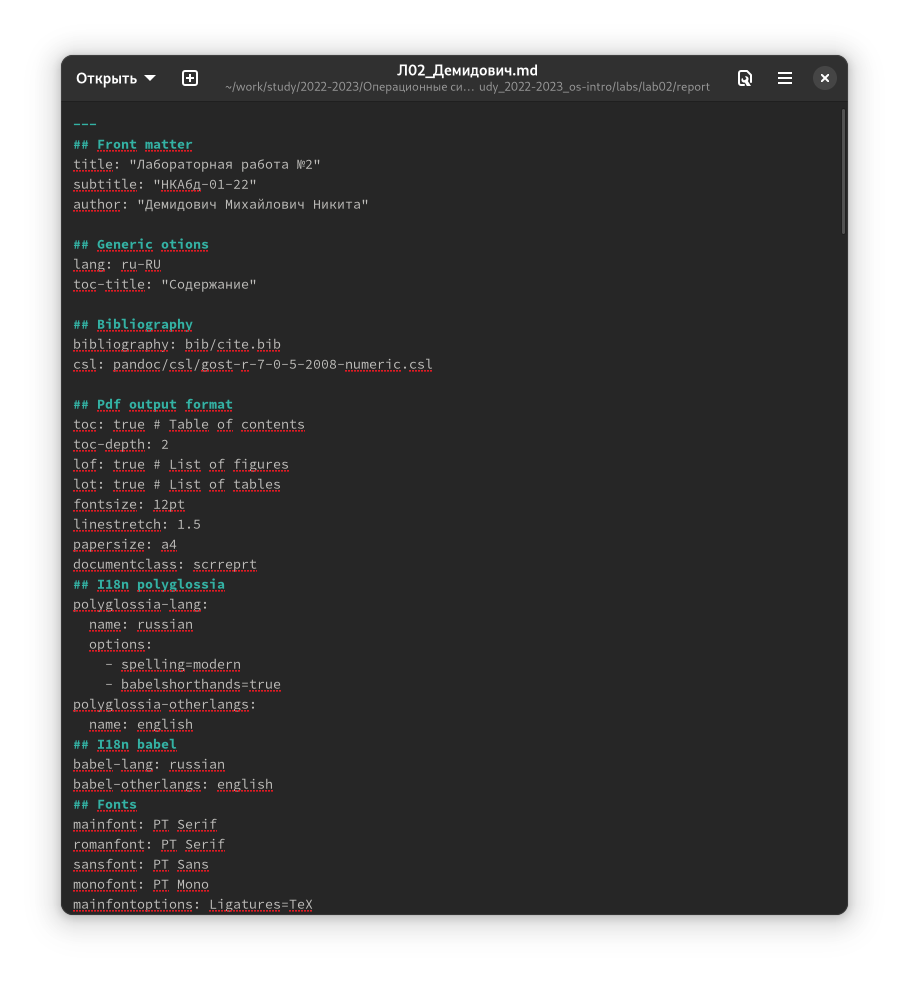 Открыть
Л02_Демидович.md
~/work/study/2022-2023/Операционные си… udy_2022-2023_os-intro/labs/lab02/report
---
## Front matter
title: "Лабораторная работа №2"
subtitle: "НКАбд-01-22"
author: "Демидович Михайлович Никита"
## Generic otions
lang: ru-RU
toc-title: "Содержание"
## Bibliography
bibliography: bib/cite.bib
csl: pandoc/csl/gost-r-7-0-5-2008-numeric.csl
## Pdf output format
toc: true # Table of contents
toc-depth: 2
lof: true # List of figures
lot: true # List of tables
fontsize: 12pt
linestretch: 1.5
papersize: a4
documentclass: scrreprt
## I18n polyglossia
polyglossia-lang:
name: russian
options:
- spelling=modern
- babelshorthands=true
polyglossia-otherlangs:
name: english
## I18n babel
babel-lang: russian
babel-otherlangs: english
## Fonts
mainfont: PT Serif
romanfont: PT Serif
sansfont: PT Sans
monofont: PT Mono
mainfontoptions: Ligatures=TeX